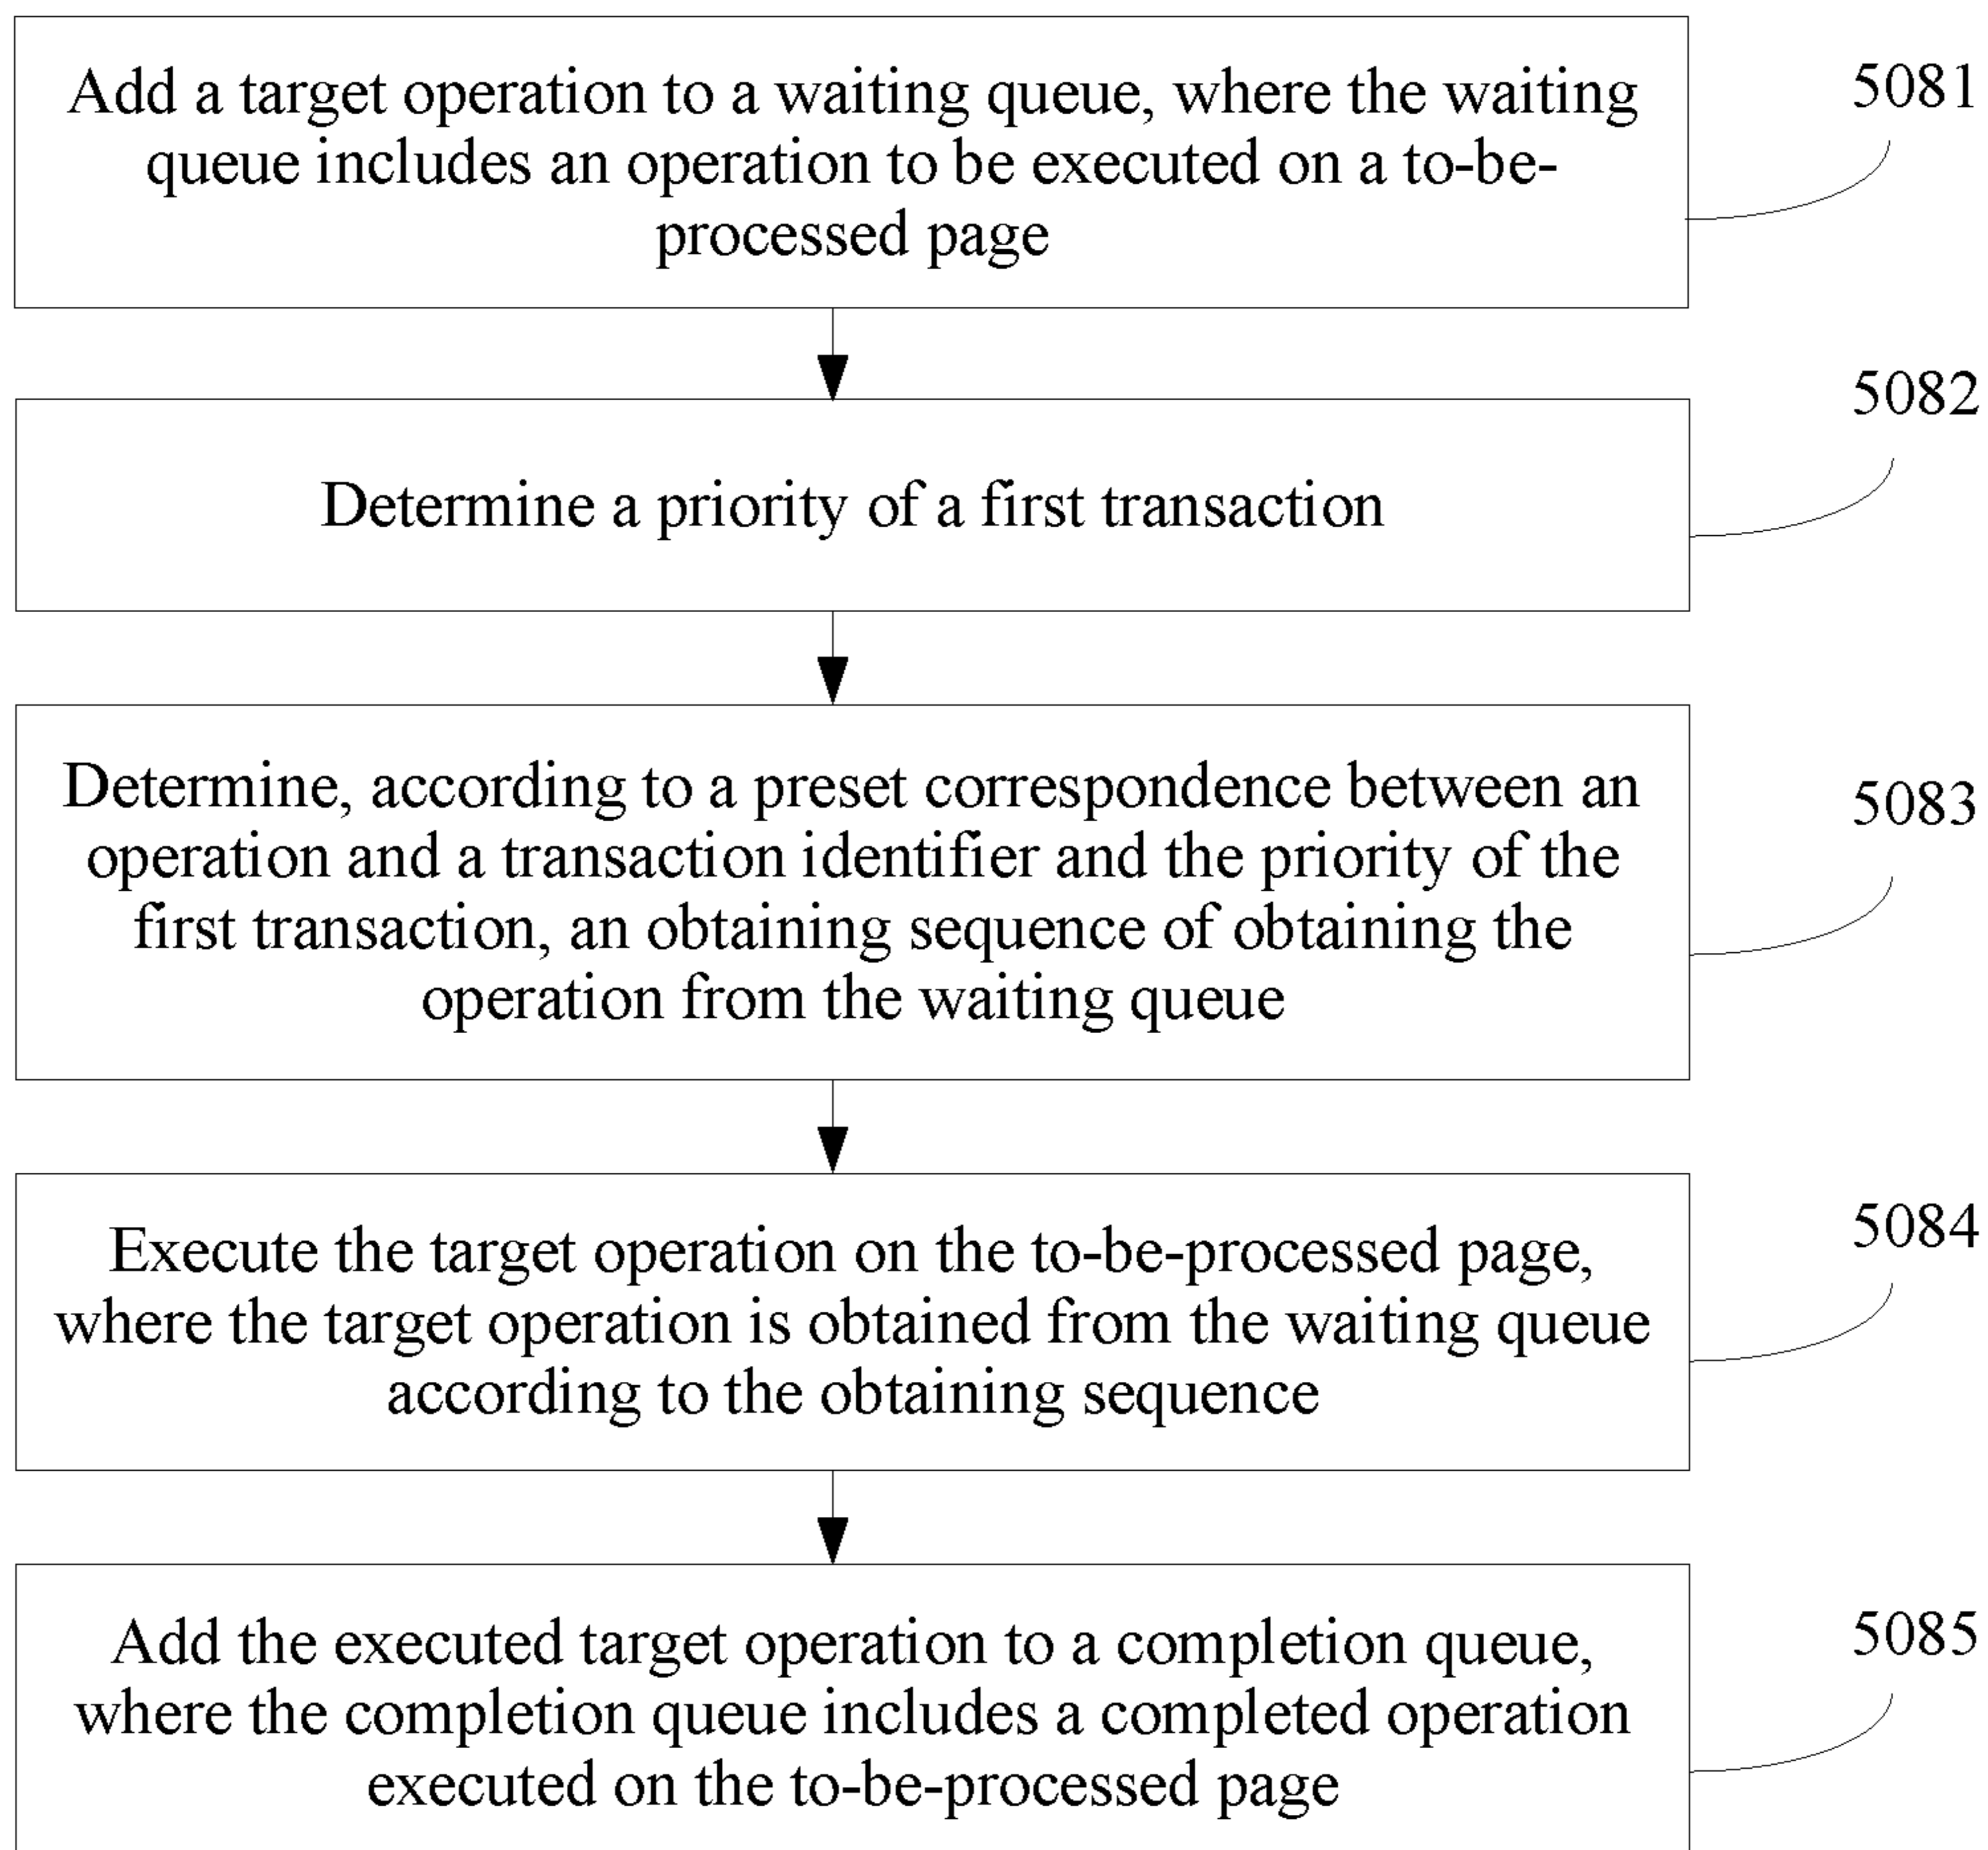 Add a target operation to a waiting queue, where the waiting
queue includes an operation to be executed on a to-be-
processed page
5081
Determine a priority of a first transaction
5082
Determine, according to a preset correspondence between an
operation and a transaction identifier and the priority of the
first transaction, an obtaining sequence of obtaining the
operation from the waiting queue
5083
Execute the target operation on the to-be-processed page,
where the target operation is obtained from the waiting queue
according to the obtaining sequence
5084
Add the executed target operation to a completion queue,
where the completion queue includes a completed operation
executed on the to-be-processed page
5085